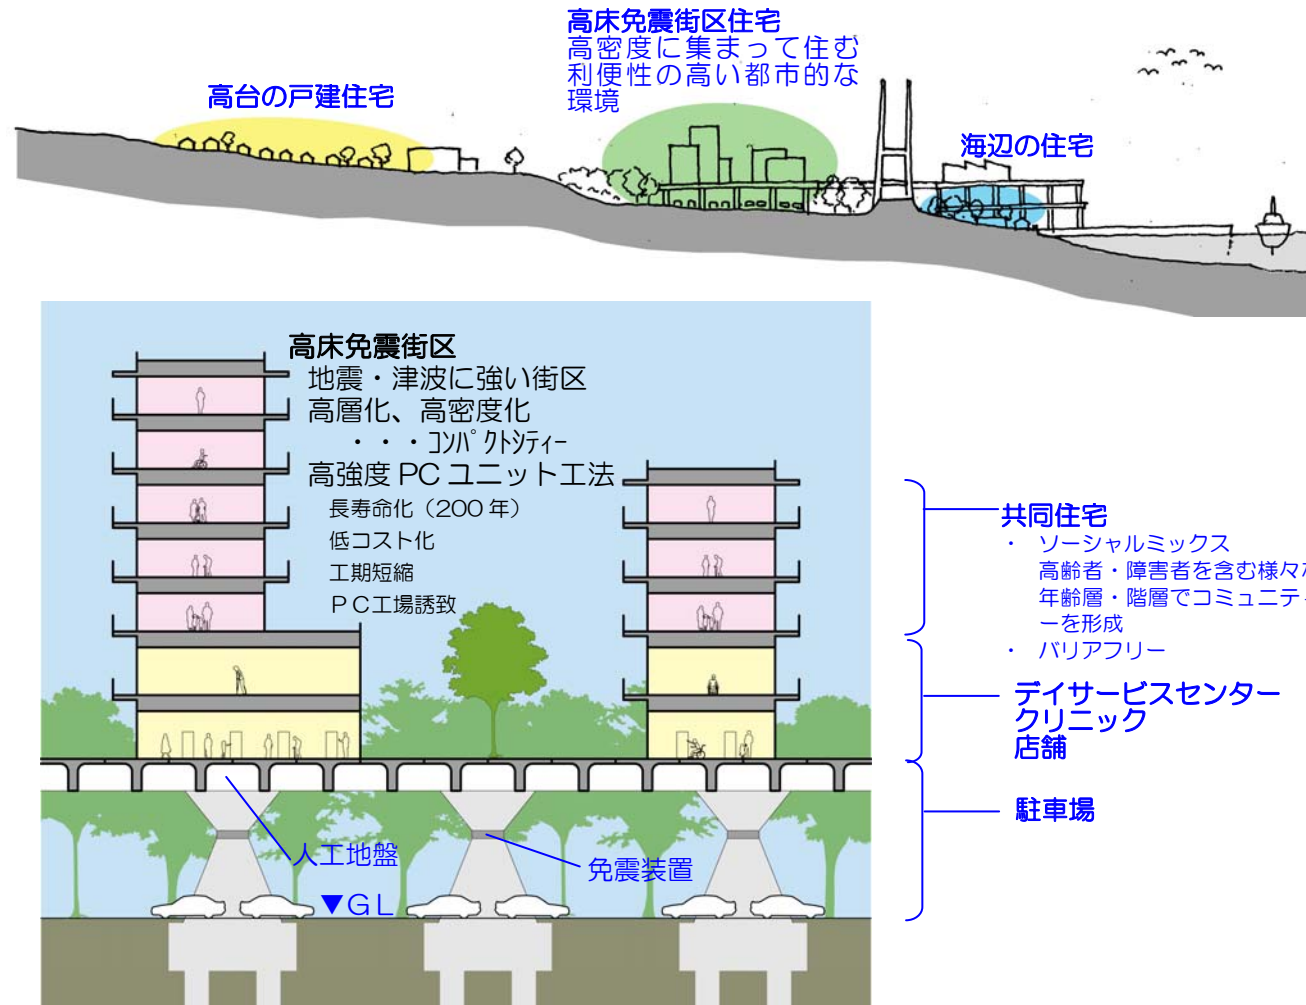 高床免震街区住宅
高密度に集まって住む
利便性の高い都市的な
環境
高台の戸建住宅
海辺の住宅
高床免震街区
地震・津波に強い街区
高層化、高密度化
・・・コンパクトシティー
高強度 PC ユニット工法
長寿命化（200 年）
低コスト化
工期短縮
ＰＣ工場誘致
共同住宅
・ ソーシャルミックス
高齢者・障害者を含む様々な
年齢層・階層でコミュニティ
ーを形成
・ バリアフリー
デイサービスセンター
クリニック
店舗
駐車場
人工地盤
免震装置
▼ＧＬ